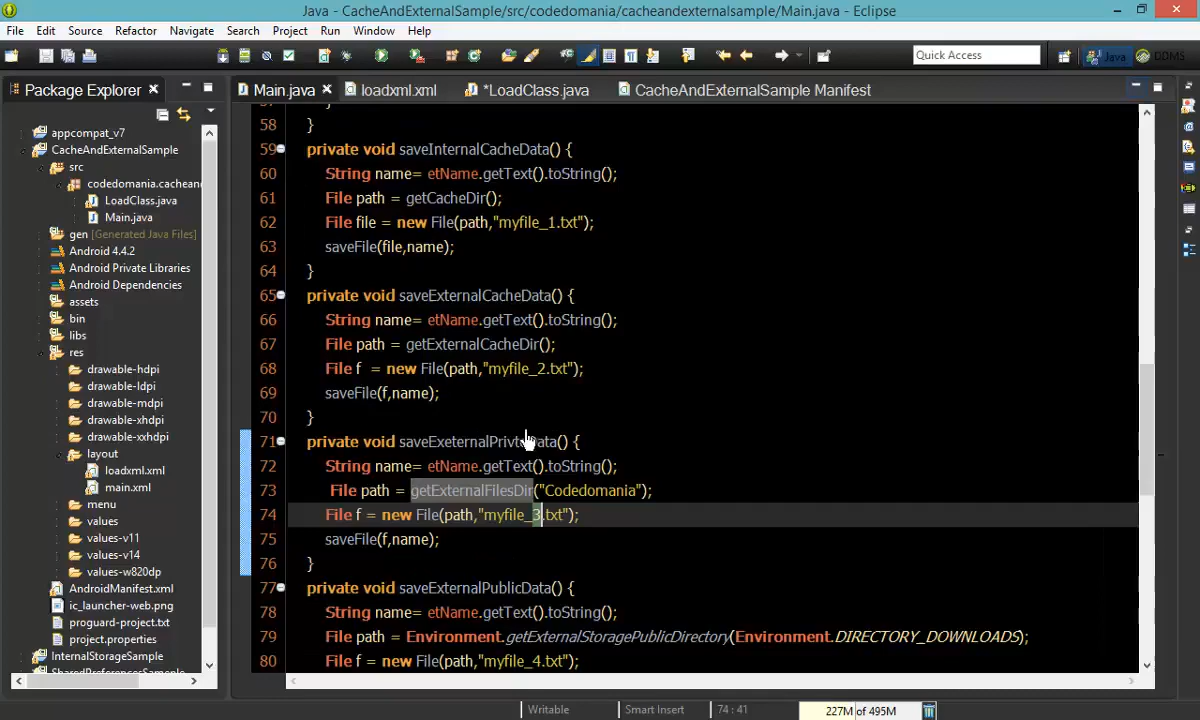 Java - CacheAndExternalSample/src/codedomania/cacheandexternalsample/Main.java - Eclipse
File Edit Source Refactor Navigate Search Project Run Window Help
Quick Access
Java
DDMS
Package Explorer
Main.java
loadxml.xml
*LoadClass.java
CacheAndExternalSample Manifest
appcompat_v7
CacheAndExternalSample
src
codedomania.cachean
LoadClass.java
Main.java
gen [Generated Java Files]
Android 4.4.2
Android Private Libraries
Android Dependencies
assets
bin
libs
res
drawable-hdpi
drawable-ldpi
drawable-mdpi
drawable-xhdpi
drawable-xxhdpi
layout
loadxml.xml
main.xml
menu
values
values-v11
values-v14
values-w820dp
AndroidManifest.xml
ic_launcher-web.png
proguard-project.txt
project.properties
InternalStorageSample
SharedPreferencesSample
58 }
59 private void saveInternalCacheData() {
60 String name= etName.getText().toString();
61 File path = getCacheDir();
62 File file = new File(path,"myfile_1.txt");
63 saveFile(file,name);
64 }
65 private void saveExternalCacheData() {
66 String name= etName.getText().toString();
67 File path = getExternalCacheDir();
68 File f = new File(path,"myfile_2.txt");
69 saveFile(f,name);
70 }
71 private void saveExeternalPrivteData() {
72 String name= etName.getText().toString();
73 File path = getExternalFilesDir("Codedomania");
74 File f = new File(path,"myfile_3.txt");
75 saveFile(f,name);
76 }
77 private void saveExternalPublicData() {
78 String name= etName.getText().toString();
79 File path = Environment.getExternalStoragePublicDirectory(Environment.DIRECTORY_DOWNLOADS);
80 File f = new File(path,"myfile_4.txt");
Writable Smart Insert 74 : 41 227M of 495M